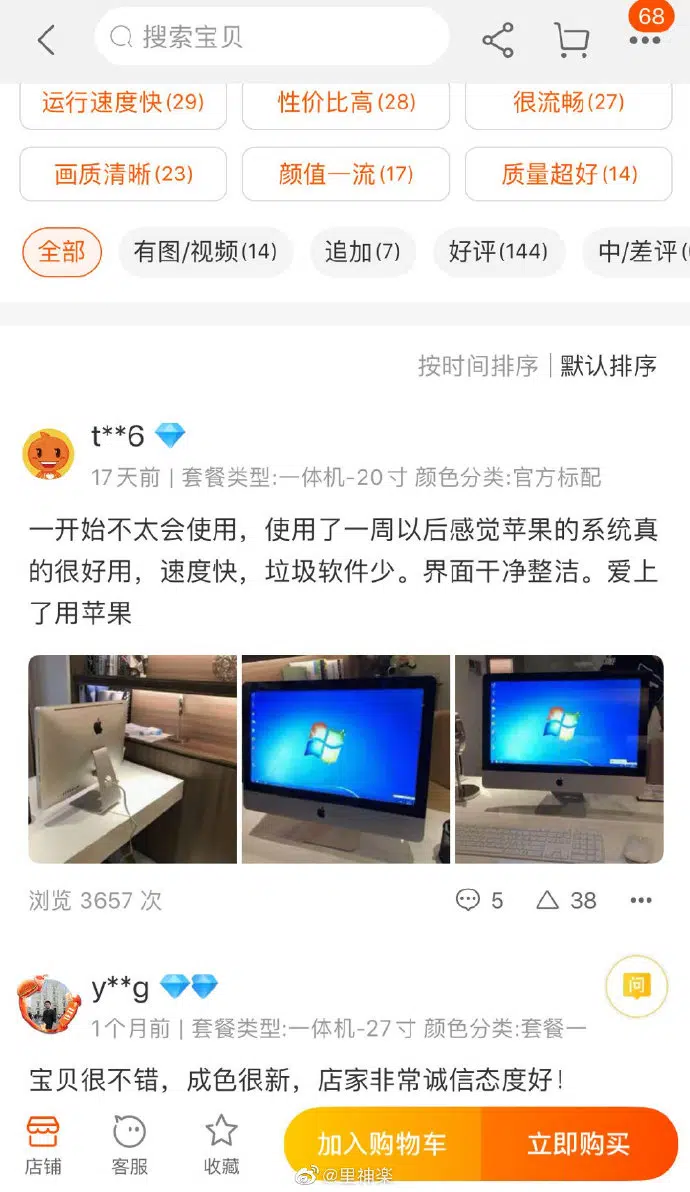 搜索宝贝
68
运行速度快(29)
性价比高(28)
很流畅(27)
画质清晰(23)
颜值一流(17)
质量超好(14)
全部
有图/视频(14)
追加(7)
好评(144)
中/差评(
按时间排序|默认排序
t**6
17天前 | 套餐类型:一体机-20寸 颜色分类:官方标配
一开始不太会使用，使用了一周以后感觉苹果的系统真
的很好用，速度快，垃圾软件少。界面干净整洁。爱上
了用苹果
浏览 3657 次
5
38
y**g
问
1个月前 | 套餐类型:一体机-27寸 颜色分类:套餐一
宝贝很不错，成色很新，店家非常诚信态度好！
店铺
客服
收藏
加入购物车
立即购买
@里神楽